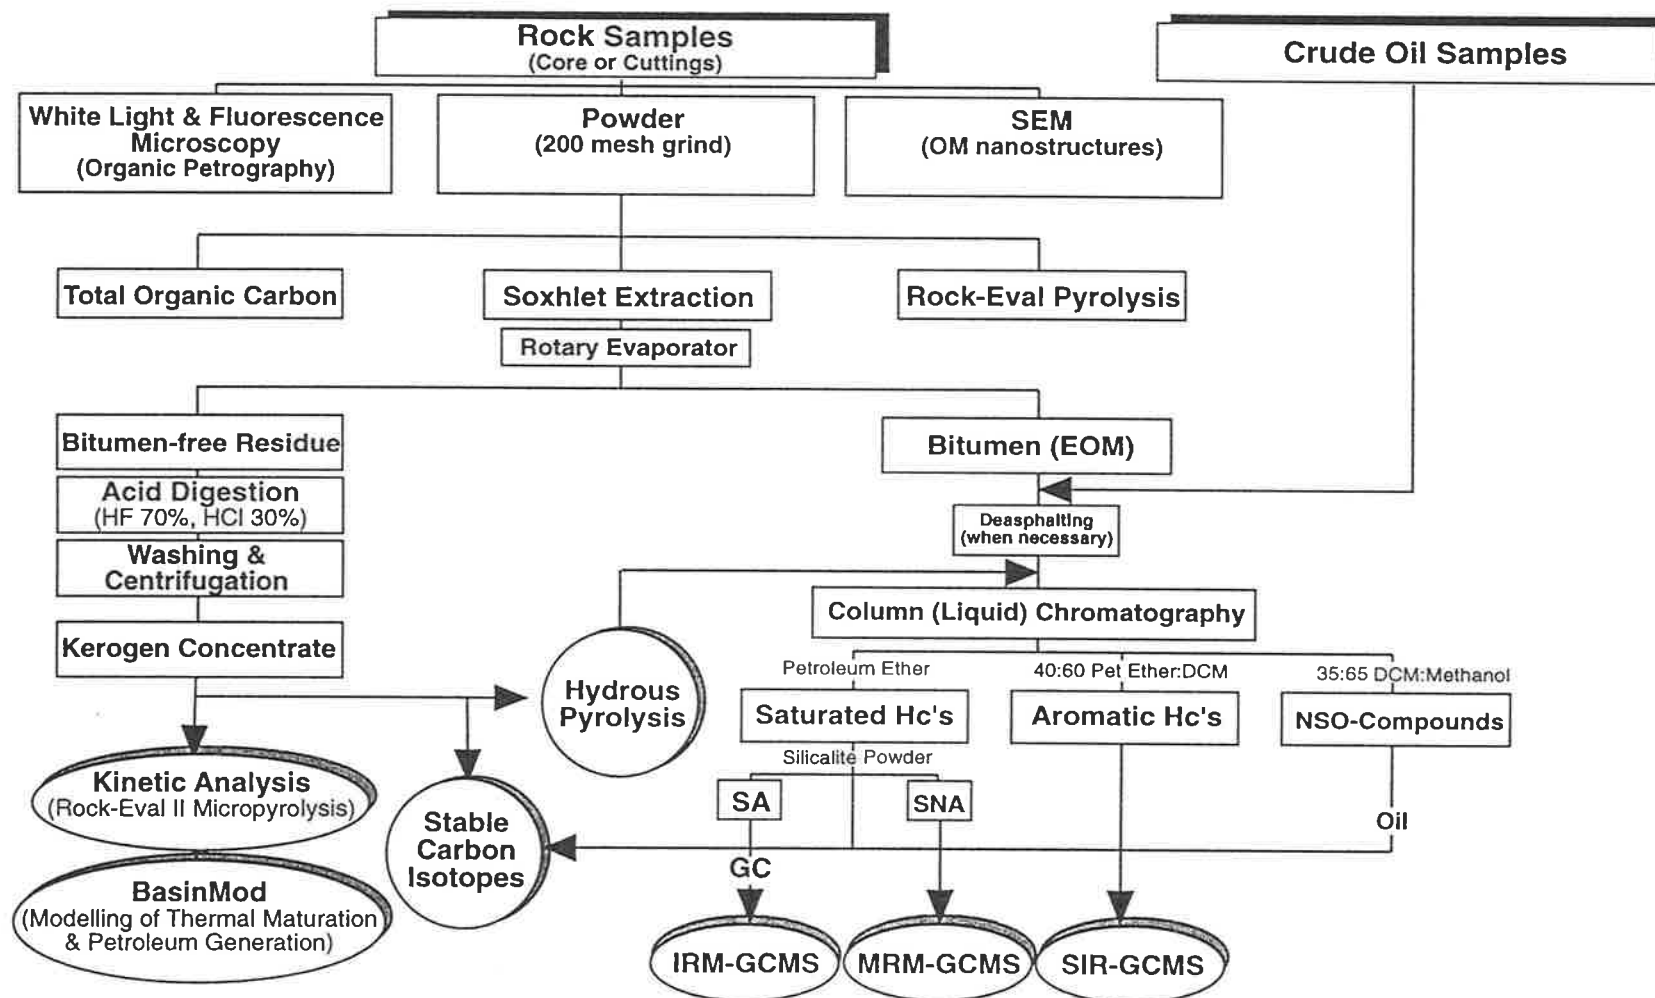 Rock Samples
(Core or Cuttings)
Crude Oil Samples
White Light & Fluorescence
Microscopy
(Organic Petrography)
Powder
(200 mesh grind)
SEM
(OM nanostructures)
Total Organic Carbon
Soxhlet Extraction
Rock-Eval Pyrolysis
Rotary Evaporator
Bitumen-free Residue
Bitumen (EOM)
Acid Digestion
(HF 70%, HCl 30%)
Deasphalting
(when necessary)
Washing &
Centrifugation
Column (Liquid) Chromatography
Kerogen Concentrate
Hydrous
Pyrolysis
Petroleum Ether
40:60 Pet Ether:DCM
35:65 DCM:Methanol
Saturated Hc's
Aromatic Hc's
NSO-Compounds
Silicalite Powder
Kinetic Analysis
(Rock-Eval II Micropyrolysis)
SA
SNA
Stable
Carbon
Isotopes
Oil
GC
BasinMod
(Modelling of Thermal Maturation
& Petroleum Generation)
IRM-GCMS
MRM-GCMS
SIR-GCMS